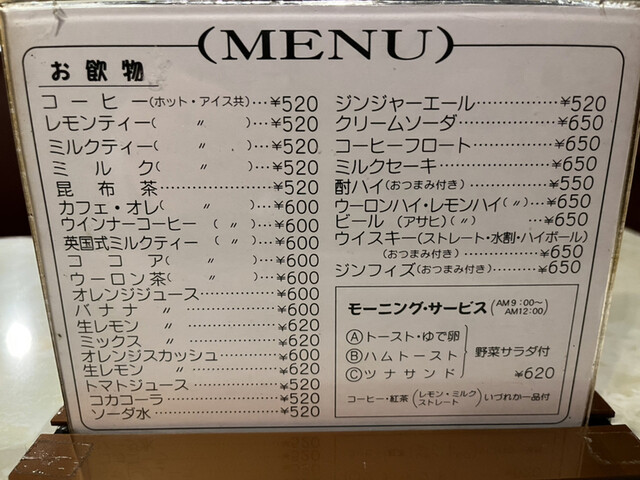 (MENU)
お飲物
コーヒー(ホット・アイス共)…¥520
レモンティー( 〃 )…¥520
ミルクティー( 〃 )…¥520
ミルク( 〃 )…¥520
昆布茶……………¥520
カフェ・オレ( 〃 )…¥600
ウインナーコーヒー( 〃 )…¥600
英国式ミルクティー( 〃 )…¥600
ココア( 〃 )…¥600
ウーロン茶( 〃 )…¥600
オレンジジュース…………¥600
バナナ 〃 …………¥600
生レモン 〃 …………¥620
ミックス 〃 …………¥620
オレンジスカッシュ…………¥600
生レモン 〃 …………¥620
トマトジュース…………¥520
コカコーラ…………¥520
ソーダ水…………¥520
ジンジャーエール…………¥520
クリームソーダ…………¥650
コーヒーフロート…………¥650
ミルクセーキ…………¥650
酎ハイ(おつまみ付き)…………¥550
ウーロンハイ・レモンハイ(〃)…¥650
ビール (アサヒ)(〃)…¥650
ウイスキー(ストレート・水割・ハイボール)
(おつまみ付き)…………¥650
ジンフィズ(おつまみ付き)…………¥650
モーニング・サービス(AM9:00〜AM12:00)
Ⓐトースト・ゆで卵
Ⓑハムトースト 野菜サラダ付
Ⓒツナサンド ¥620
コーヒー・紅茶(レモン・ミルク ストレート)いづれか一品付